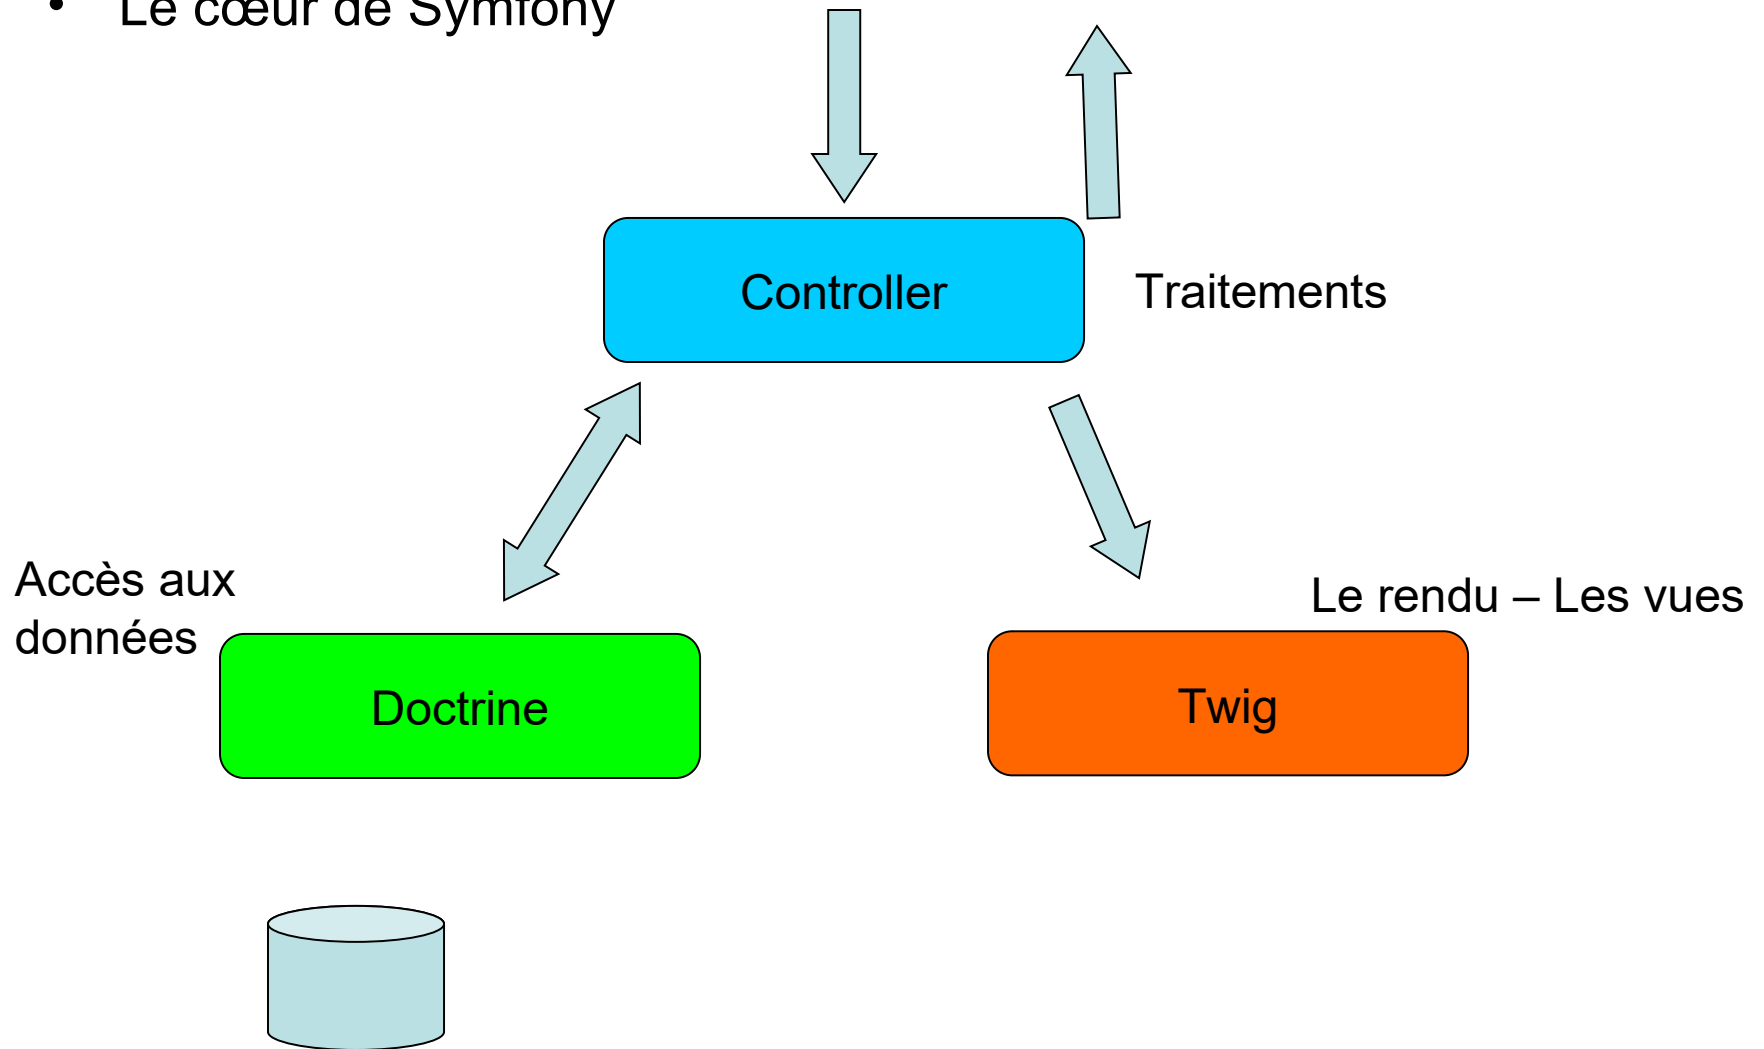 • Le cœur de Symfony
Controller
Traitements
Accès aux
données
Le rendu – Les vues
Doctrine
Twig